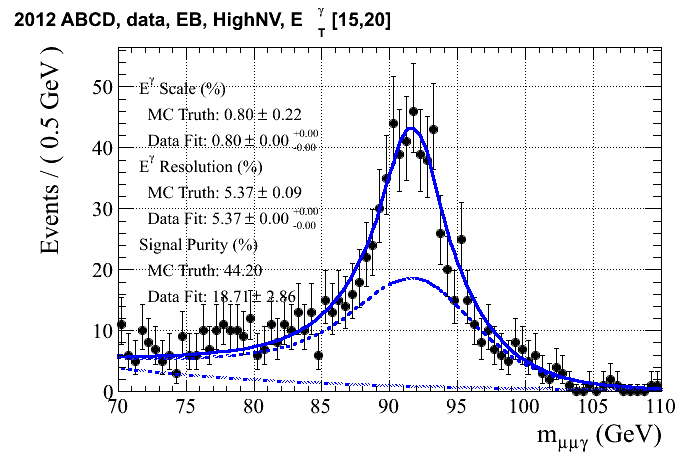 2012 ABCD, data, EB, HighNV, E γ T [15,20]
Events / ( 0.5 GeV )
50
40
30
20
10
0
E^γ Scale (%)
MC Truth: 0.80 ± 0.22
Data Fit: 0.80 ± 0.00 +0.00 -0.00
E^γ Resolution (%)
MC Truth: 5.37 ± 0.09
Data Fit: 5.37 ± 0.00 +0.00 -0.00
Signal Purity (%)
MC Truth: 44.20
Data Fit: 18.71 ± 2.86
70 75 80 85 90 95 100 105 110
m_μμγ (GeV)